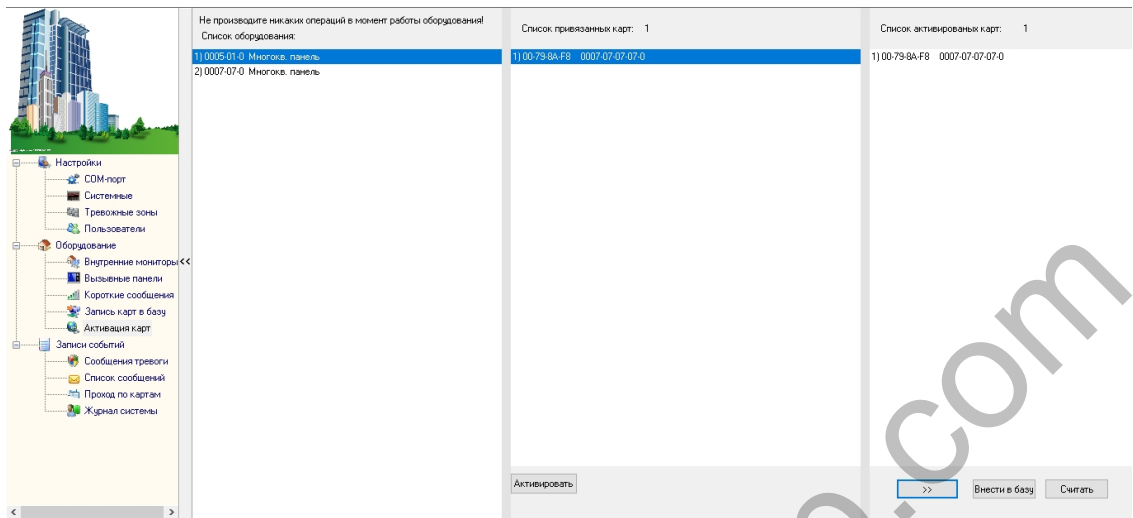 Не производите никаких операций в момент работы оборудования!
Список оборудования:
1) 0005-01-0 Многокв. панель
2) 0007-07-0 Многокв. панель
Список привязанных карт: 1
1) 00-79-8A-F8 0007-07-07-07-0
Активировать
Список активированых карт: 1
1) 00-79-8A-F8 0007-07-07-07-0
>>
Внести в базу
Считать
Настройки
COM-порт
Системные
Тревожные зоны
Пользователи
Оборудование
Внутренние мониторы
<<
Вызывные панели
Короткие сообщения
Запись карт в базу
Активация карт
Записи событий
Сообщения тревоги
Список сообщений
Проход по картам
Журнал системы
.com